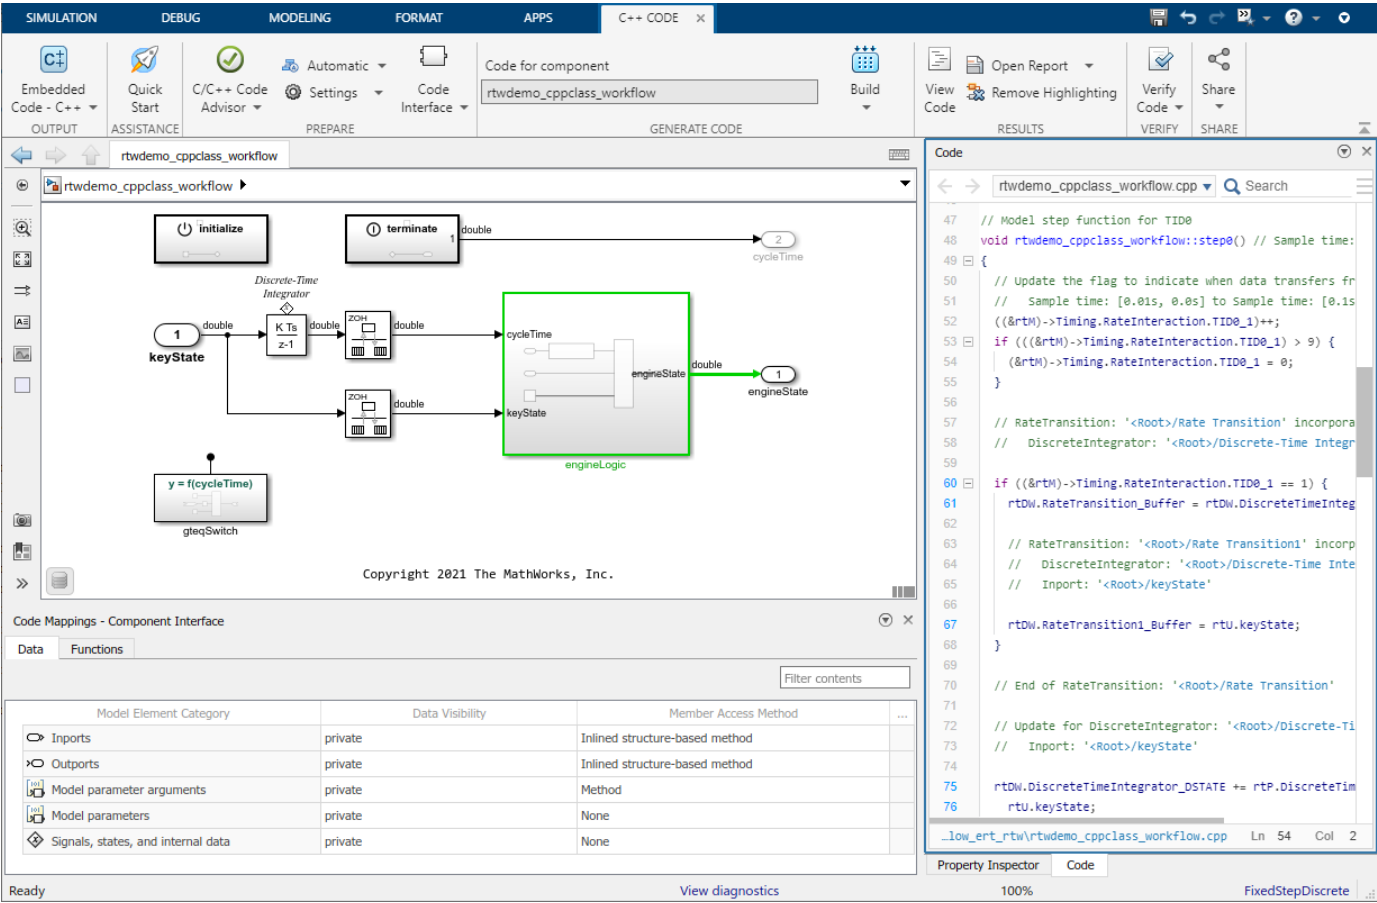 SIMULATION DEBUG MODELING FORMAT APPS C++ CODE ×
Embedded Code - C++
Quick Start
C/C++ Code Advisor
Automatic
Settings
Code Interface
Code for component
rtwdemo_cppclass_workflow
Build
View Code
Open Report
Remove Highlighting
Verify Code
Share
OUTPUT ASSISTANCE PREPARE GENERATE CODE RESULTS VERIFY SHARE
rtwdemo_cppclass_workflow
rtwdemo_cppclass_workflow
initialize
terminate
1
double
2
cycleTime
Discrete-Time
Integrator
1
keyState
double
K Ts
z-1
double
ZOH
double
ZOH
double
cycleTime
keyState
engineState
engineLogic
double
1
engineState
y = f(cycleTime)
gteqSwitch
Copyright 2021 The MathWorks, Inc.
Code Mappings - Component Interface
Data Functions
Filter contents
Model Element Category Data Visibility Member Access Method ...
Inports private Inlined structure-based method
Outports private Inlined structure-based method
Model parameter arguments private Method
Model parameters private None
Signals, states, and internal data private None
Code
rtwdemo_cppclass_workflow.cpp Search
47 // Model step function for TID0
48 void rtwdemo_cppclass_workflow::step0() // Sample time:
49 {
50 // Update the flag to indicate when data transfers fr
51 // Sample time: [0.01s, 0.0s] to Sample time: [0.1s
52 ((&rtM)->Timing.RateInteraction.TID0_1)++;
53 if (((&rtM)->Timing.RateInteraction.TID0_1) > 9) {
54 (&rtM)->Timing.RateInteraction.TID0_1 = 0;
55 }
56
57 // RateTransition: '<Root>/Rate Transition' incorpora
58 // DiscreteIntegrator: '<Root>/Discrete-Time Integr
59
60 if ((&rtM)->Timing.RateInteraction.TID0_1 == 1) {
61 rtDW.RateTransition_Buffer = rtDW.DiscreteTimeInteg
62
63 // RateTransition: '<Root>/Rate Transition1' incorp
64 // DiscreteIntegrator: '<Root>/Discrete-Time Inte
65 // Inport: '<Root>/keyState'
66
67 rtDW.RateTransition1_Buffer = rtU.keyState;
68 }
69
70 // End of RateTransition: '<Root>/Rate Transition'
71
72 // Update for DiscreteIntegrator: '<Root>/Discrete-Ti
73 // Inport: '<Root>/keyState'
74
75 rtDW.DiscreteTimeIntegrator_DSTATE += rtP.DiscreteTim
76 rtU.keyState;
…low_ert_rtw\rtwdemo_cppclass_workflow.cpp Ln 54 Col 2
Property Inspector Code
Ready View diagnostics 100% FixedStepDiscrete